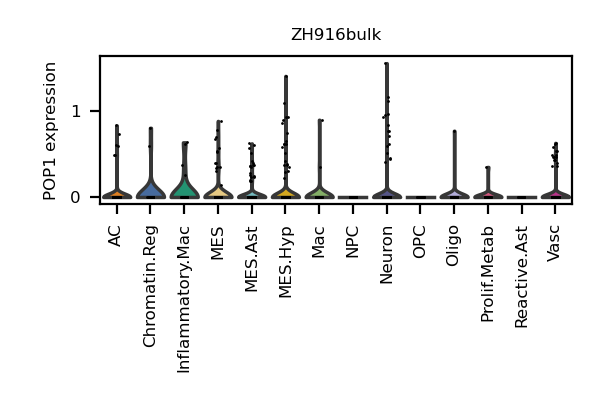 ZH916bulk
POP1 expression
1
0
AC
Chromatin.Reg
Inflammatory.Mac
MES
MES.Ast
MES.Hyp
Mac
NPC
Neuron
OPC
Oligo
Prolif.Metab
Reactive.Ast
Vasc